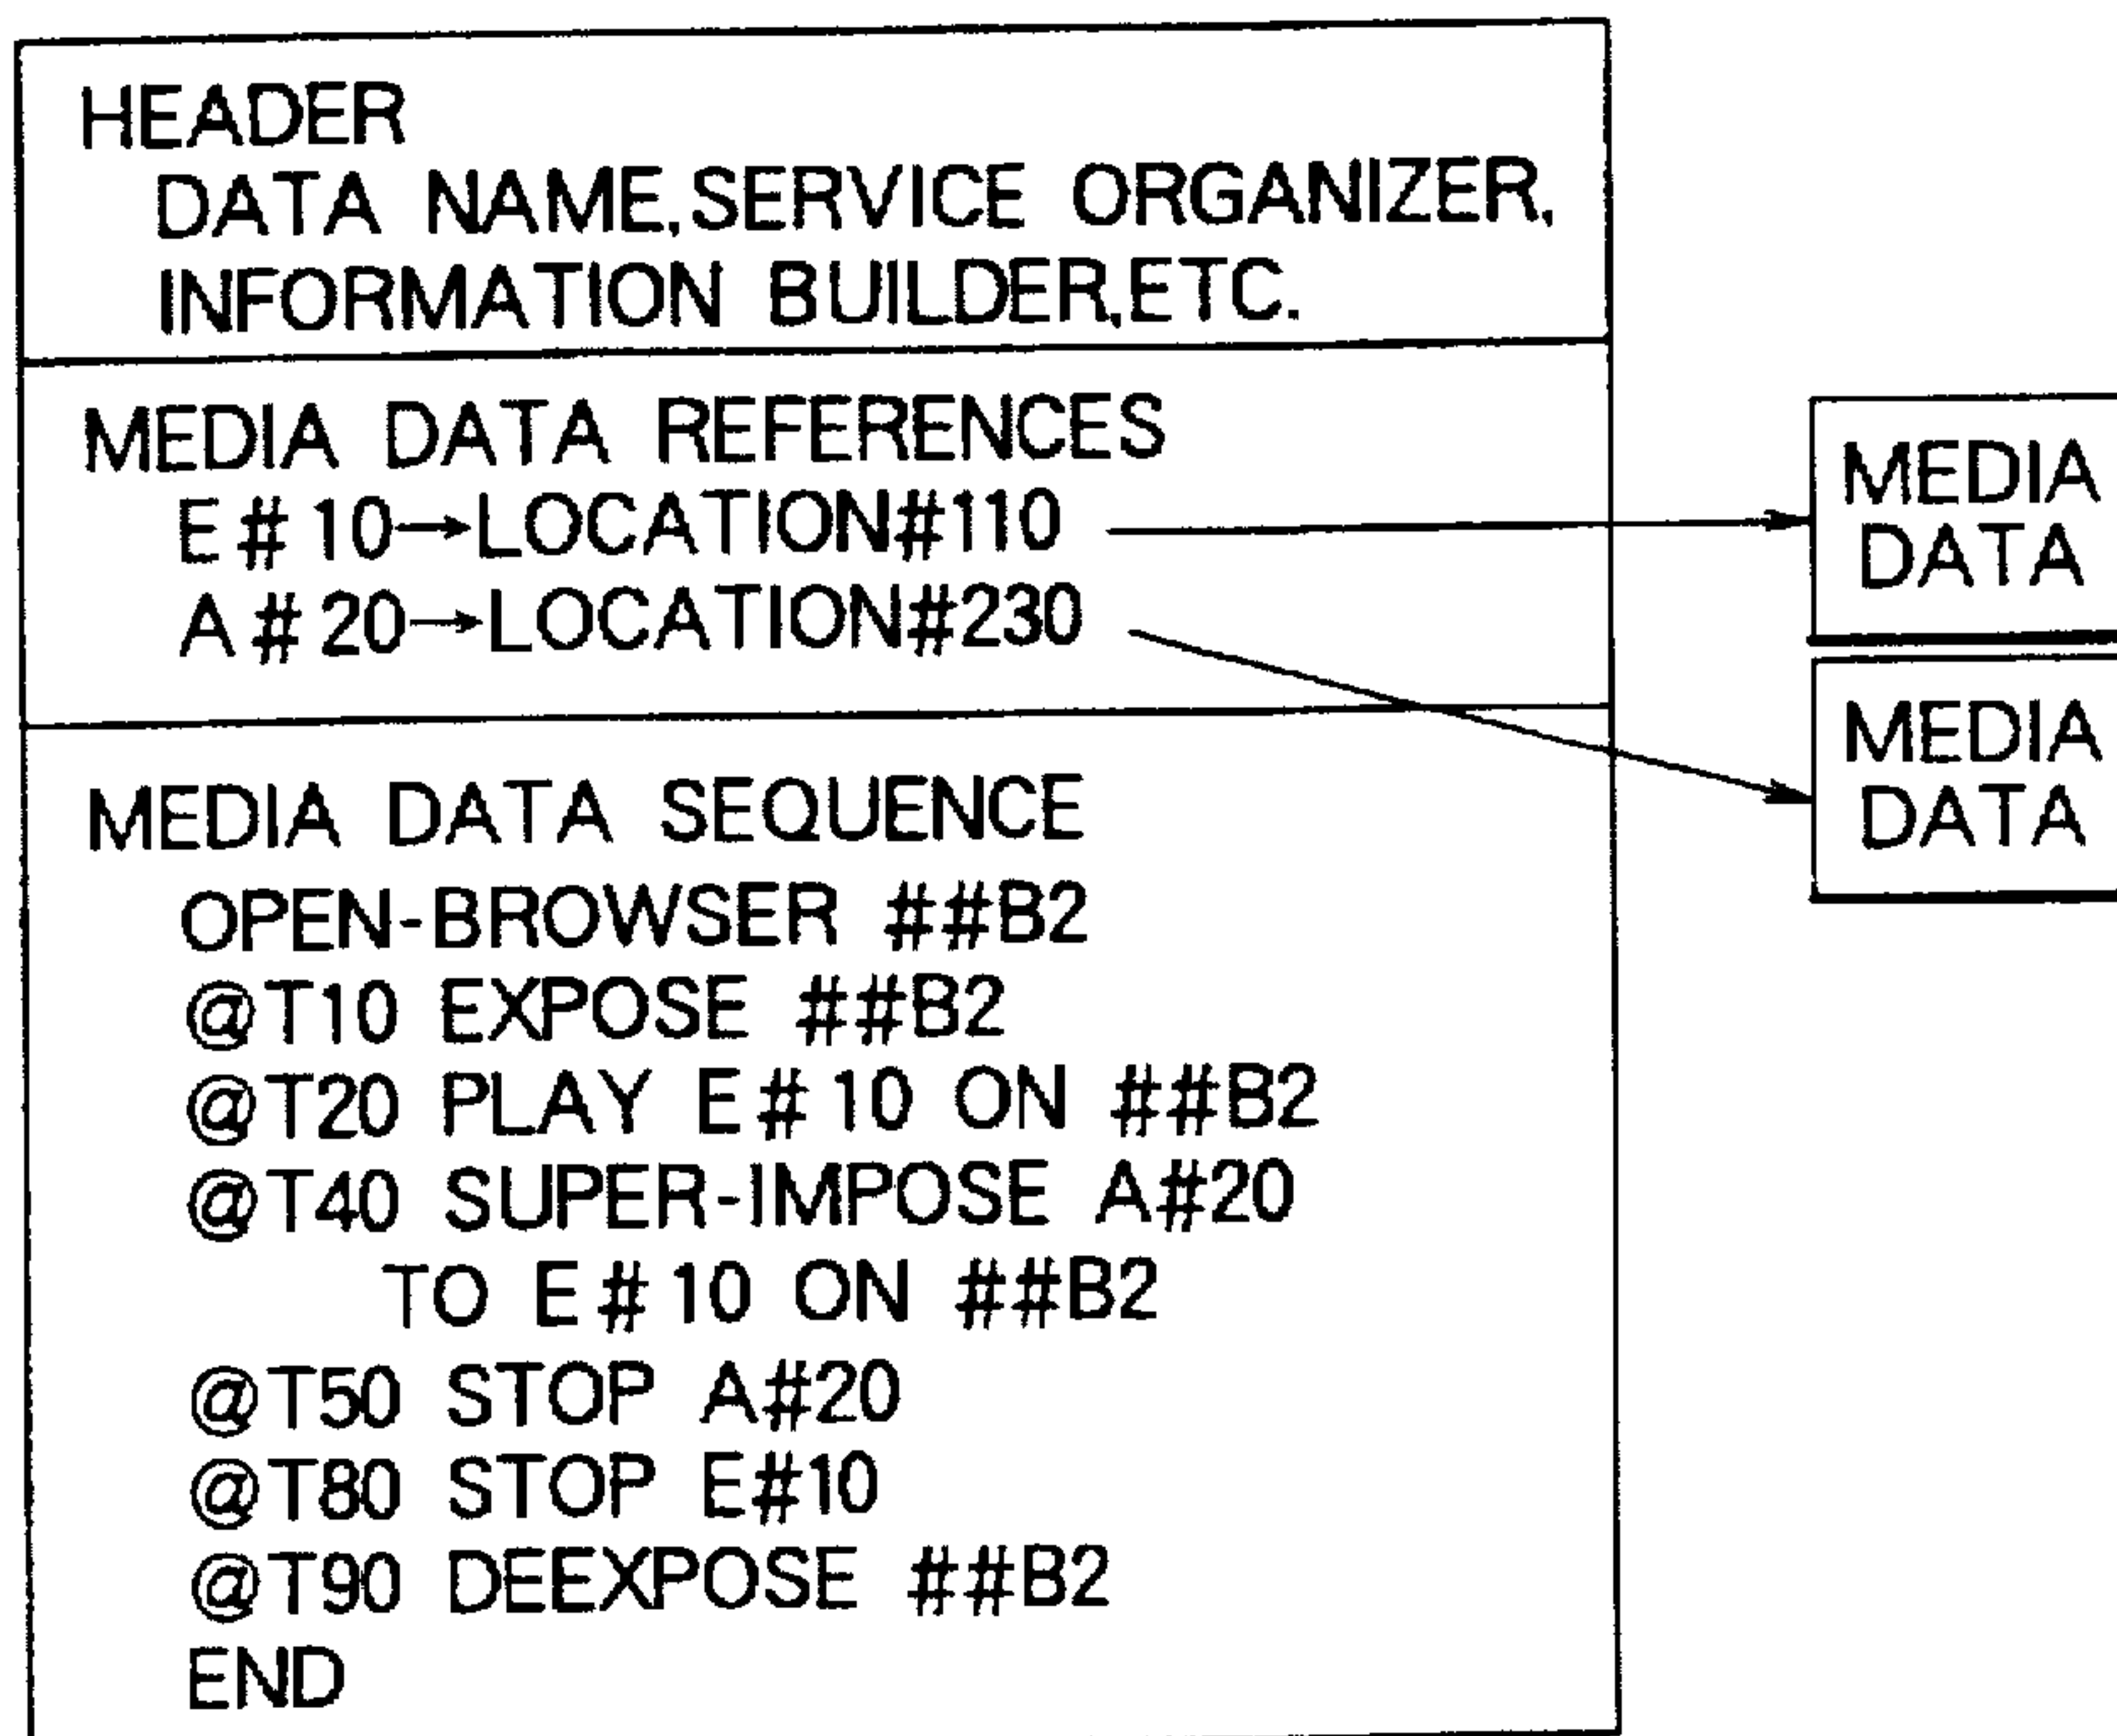 HEADER
DATA NAME,SERVICE ORGANIZER,
INFORMATION BUILDER,ETC.
MEDIA DATA REFERENCES
E#10→LOCATION#110
A#20→LOCATION#230
MEDIA
DATA
MEDIA
DATA
MEDIA DATA SEQUENCE
OPEN-BROWSER ##B2
@T10 EXPOSE ##B2
@T20 PLAY E#10 ON ##B2
@T40 SUPER-IMPOSE A#20
TO E#10 ON ##B2
@T50 STOP A#20
@T80 STOP E#10
@T90 DEEXPOSE ##B2
END